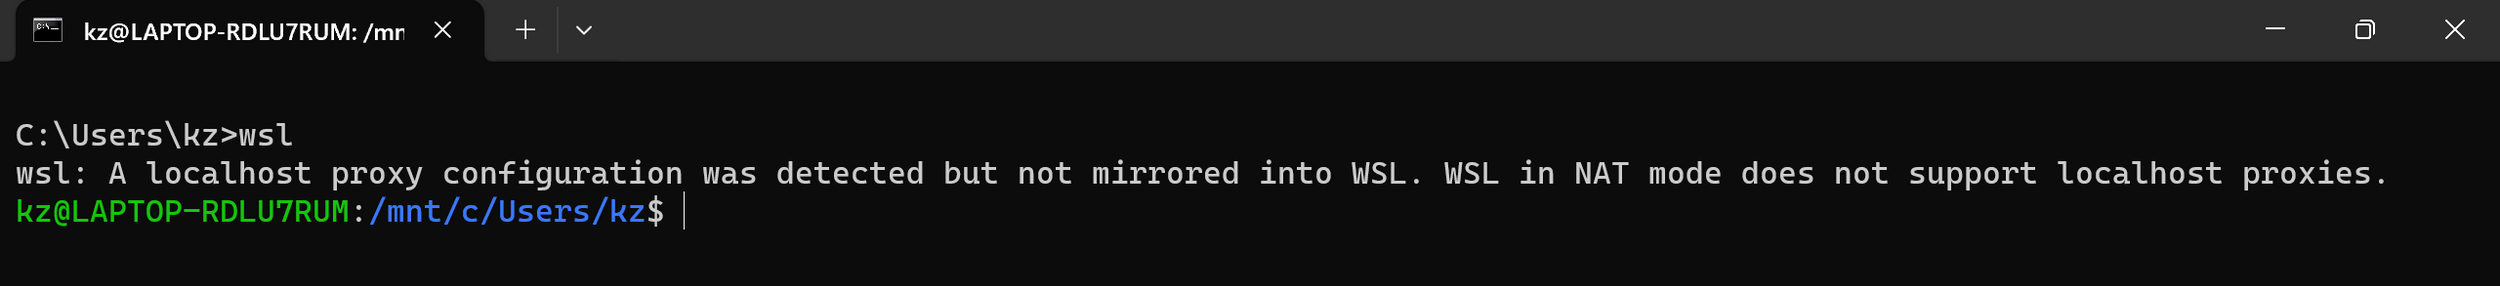 kz@LAPTOP-RDLU7RUM: /mn
C:\Users\kz>wsl
wsl: A localhost proxy configuration was detected but not mirrored into WSL. WSL in NAT mode does not support localhost proxies.
kz@LAPTOP-RDLU7RUM:/mnt/c/Users/kz$